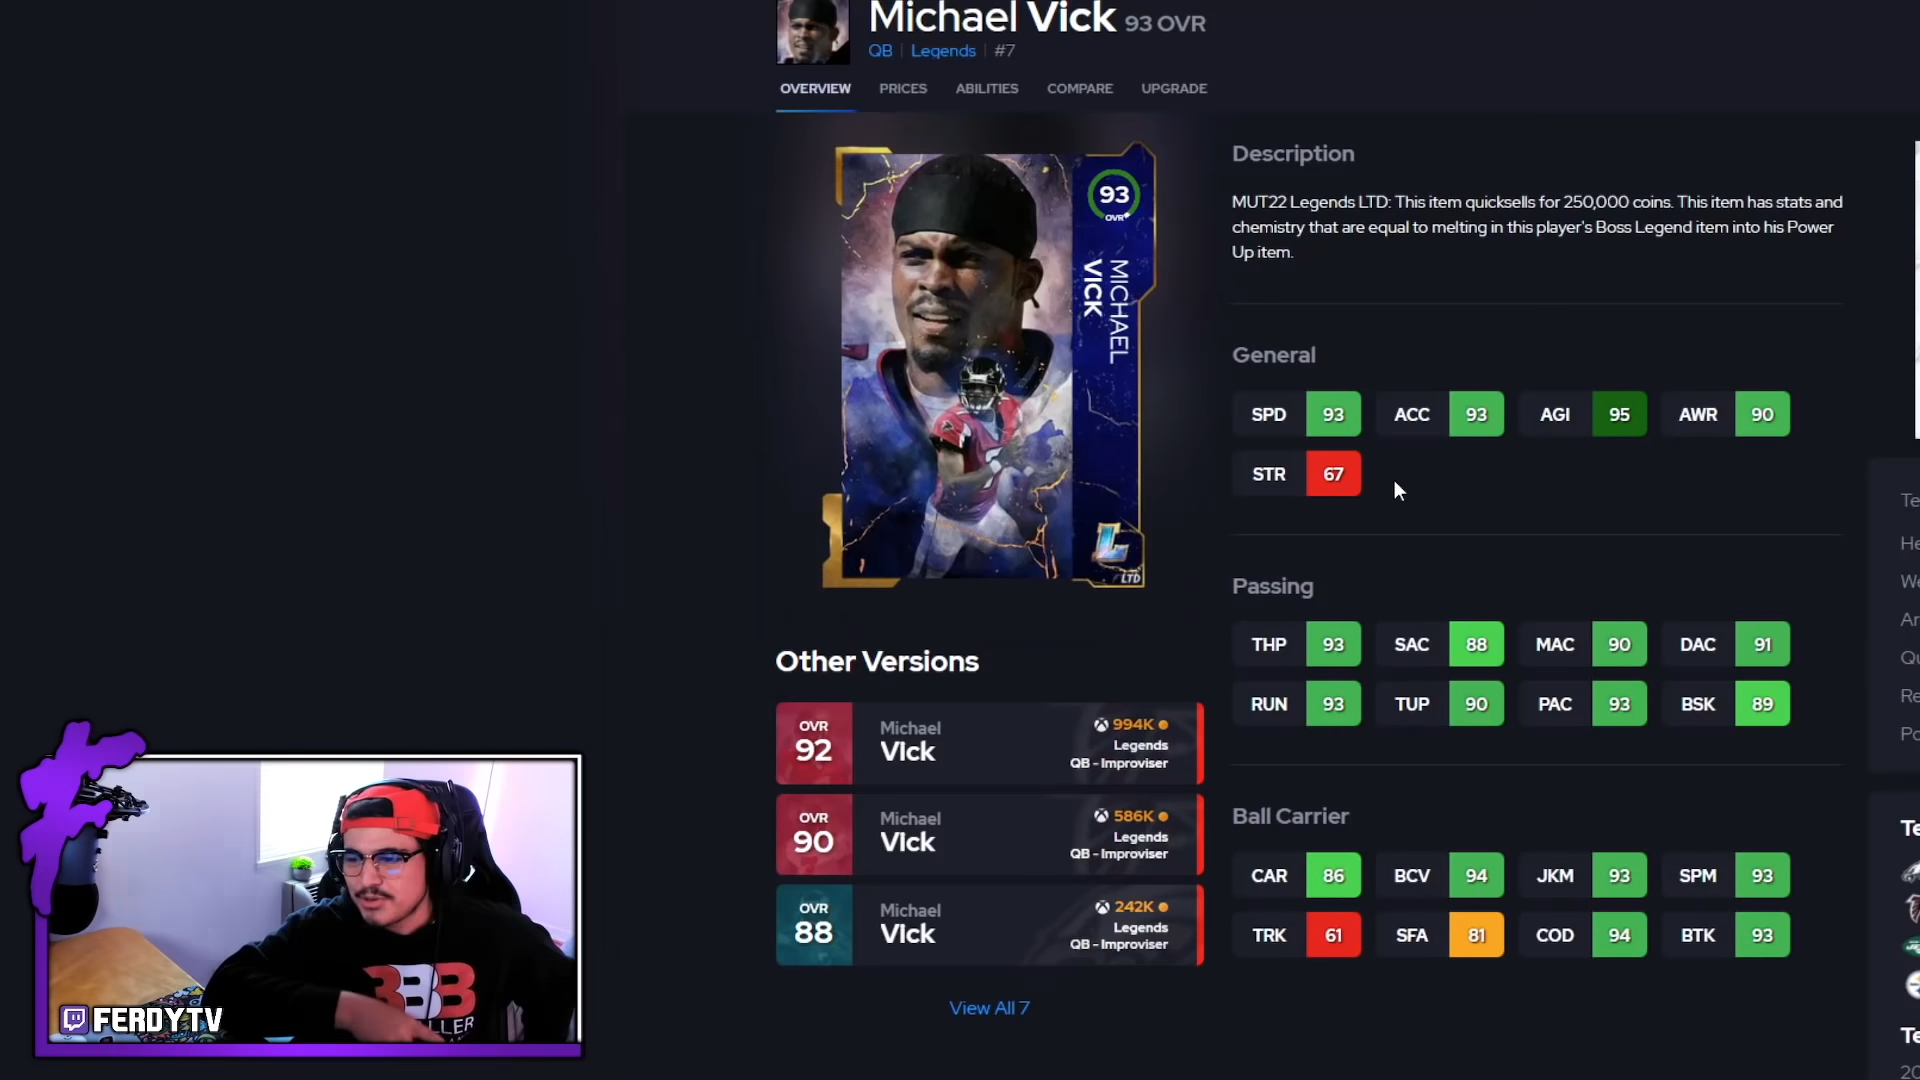 Michael Vick 93 OVR
QB | Legends | #7
OVERVIEW PRICES ABILITIES COMPARE UPGRADE
93
OVR
MICHAEL
VICK
L
LTD
Description
MUT22 Legends LTD: This item quicksells for 250,000 coins. This item has stats and
chemistry that are equal to melting in this player's Boss Legend item into his Power
Up item.
General
SPD 93 ACC 93 AGI 95 AWR 90
STR 67
Passing
THP 93 SAC 88 MAC 90 DAC 91
RUN 93 TUP 90 PAC 93 BSK 89
Ball Carrier
CAR 86 BCV 94 JKM 93 SPM 93
TRK 61 SFA 81 COD 94 BTK 93
Other Versions
OVR
92
Michael
Vick
994K
Legends
QB - Improviser
OVR
90
Michael
Vick
586K
Legends
QB - Improviser
OVR
88
Michael
Vick
242K
Legends
QB - Improviser
View All 7
BBB
FERDYTV